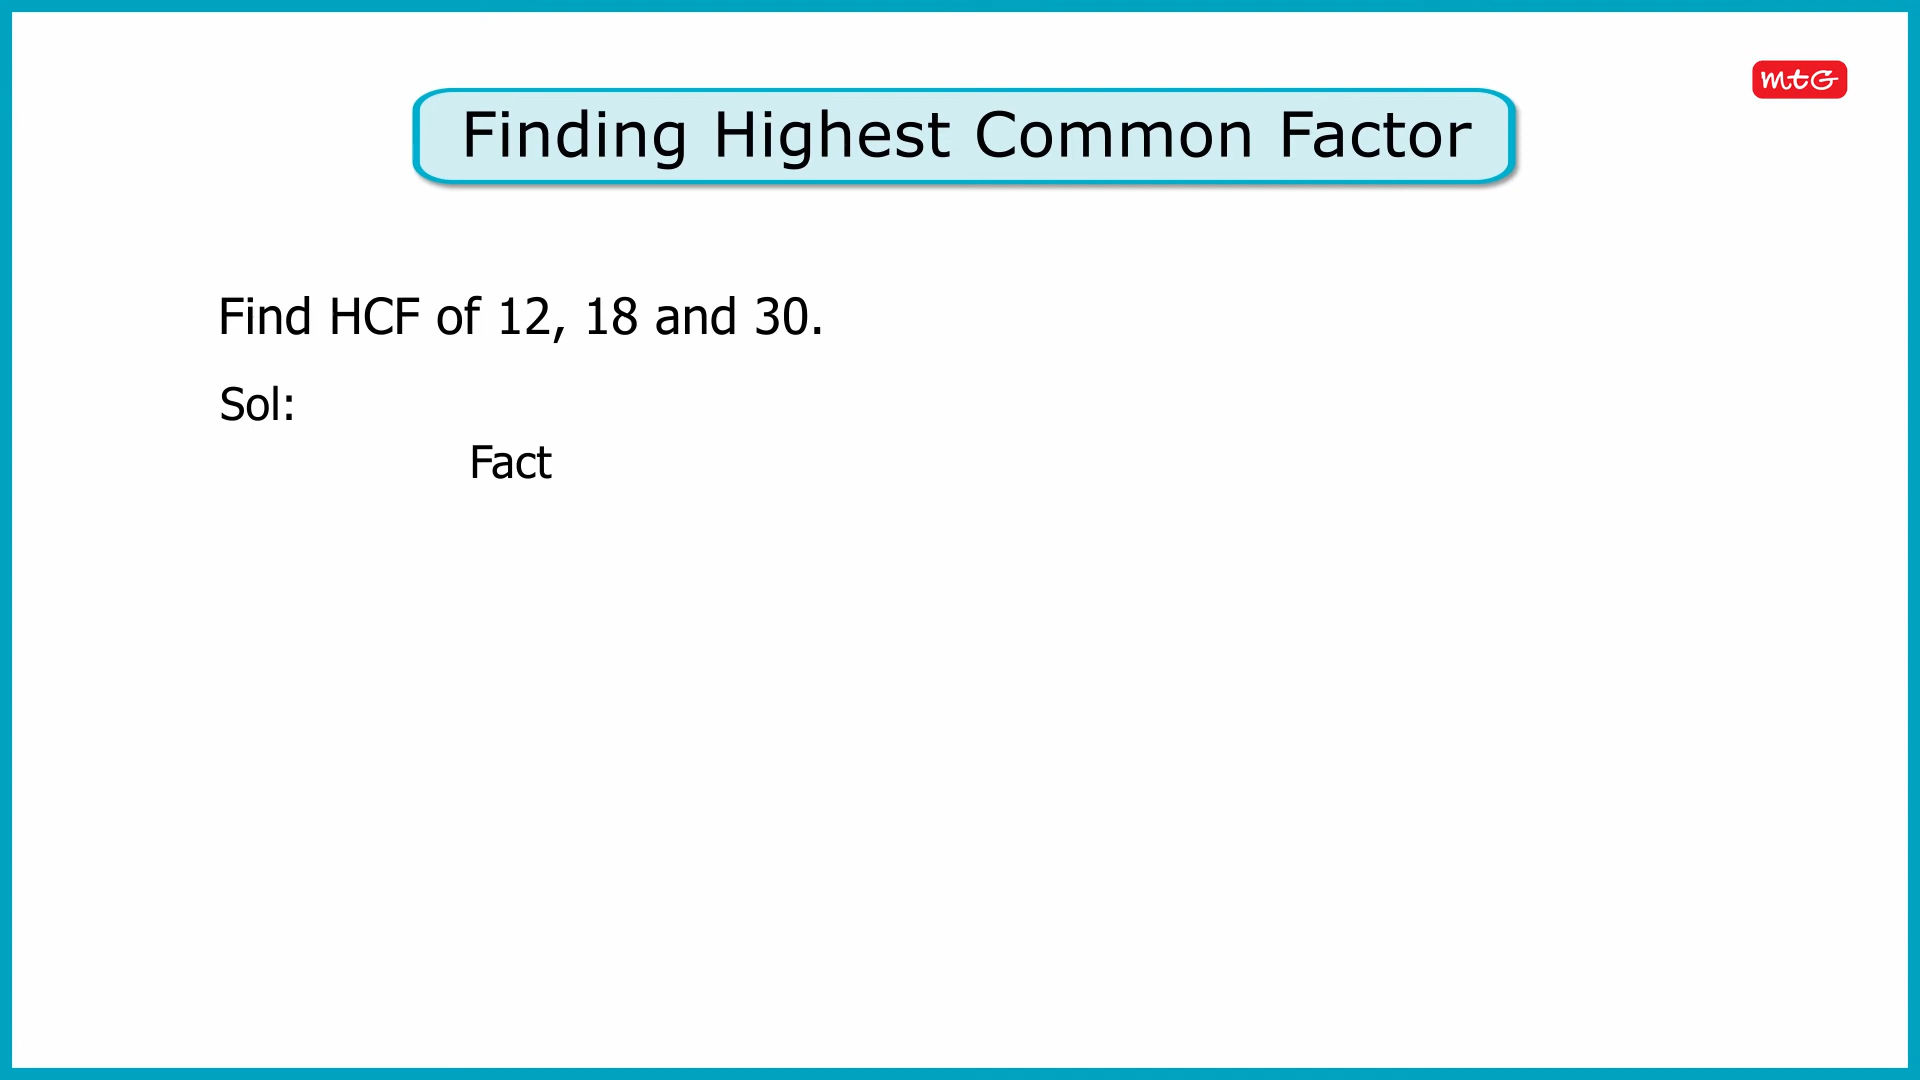 mtG
Finding Highest Common Factor
Find HCF of 12, 18 and 30.
Sol:
Fact